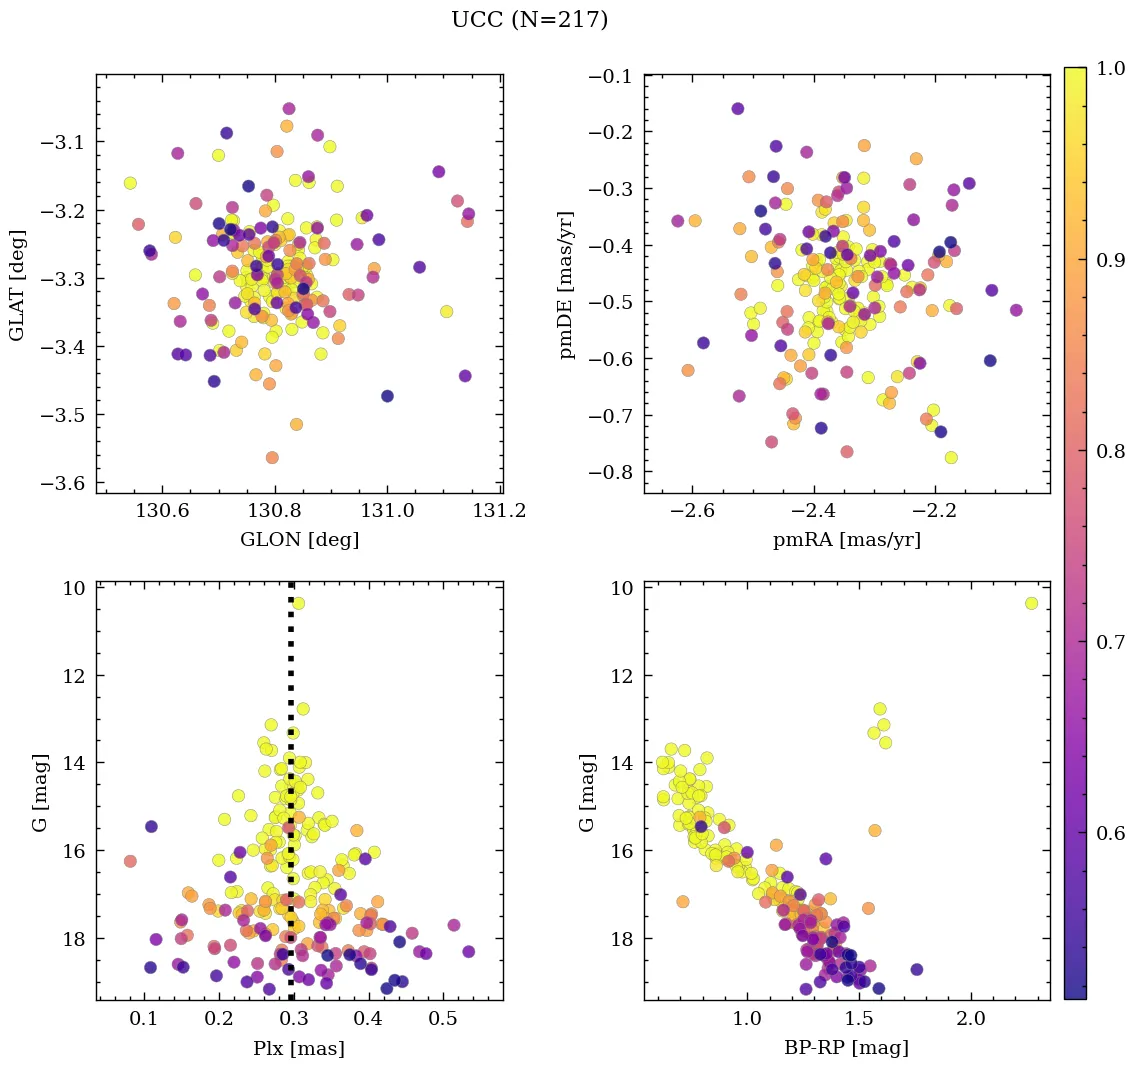 UCC (N=217)
−3.1
−3.2
−3.3
−3.4
−3.5
−3.6
GLAT [deg]
130.6 130.8 131.0 131.2
GLON [deg]
−0.1
−0.2
−0.3
−0.4
−0.5
−0.6
−0.7
−0.8
pmDE [mas/yr]
−2.6 −2.4 −2.2
pmRA [mas/yr]
10
12
14
16
18
G [mag]
0.1 0.2 0.3 0.4 0.5
Plx [mas]
10
12
14
16
18
G [mag]
1.0 1.5 2.0
BP-RP [mag]
1.0
0.9
0.8
0.7
0.6